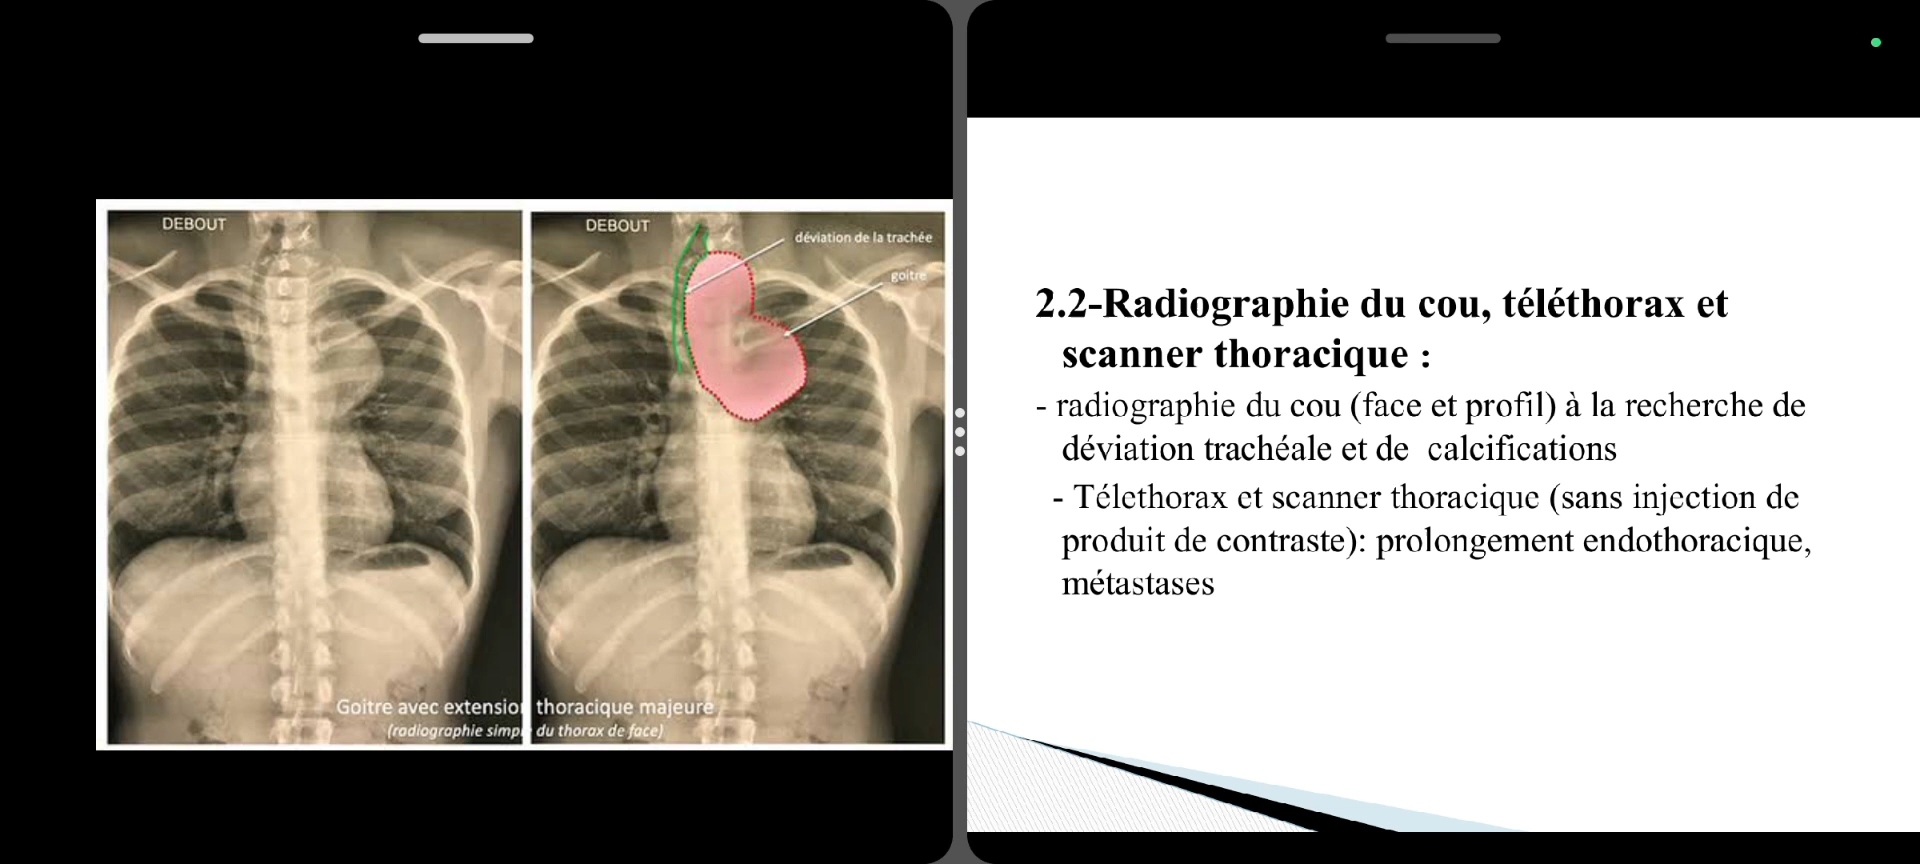 DEBOUT
DEBOUT
déviation de la trachée
goitre
Goitre avec extension thoracique majeure
(radiographie simple du thorax de face)
2.2-Radiographie du cou, téléthorax et
scanner thoracique :
- radiographie du cou (face et profil) à la recherche de
déviation trachéale et de calcifications
- Télethorax et scanner thoracique (sans injection de
produit de contraste): prolongement endothoracique,
métastases